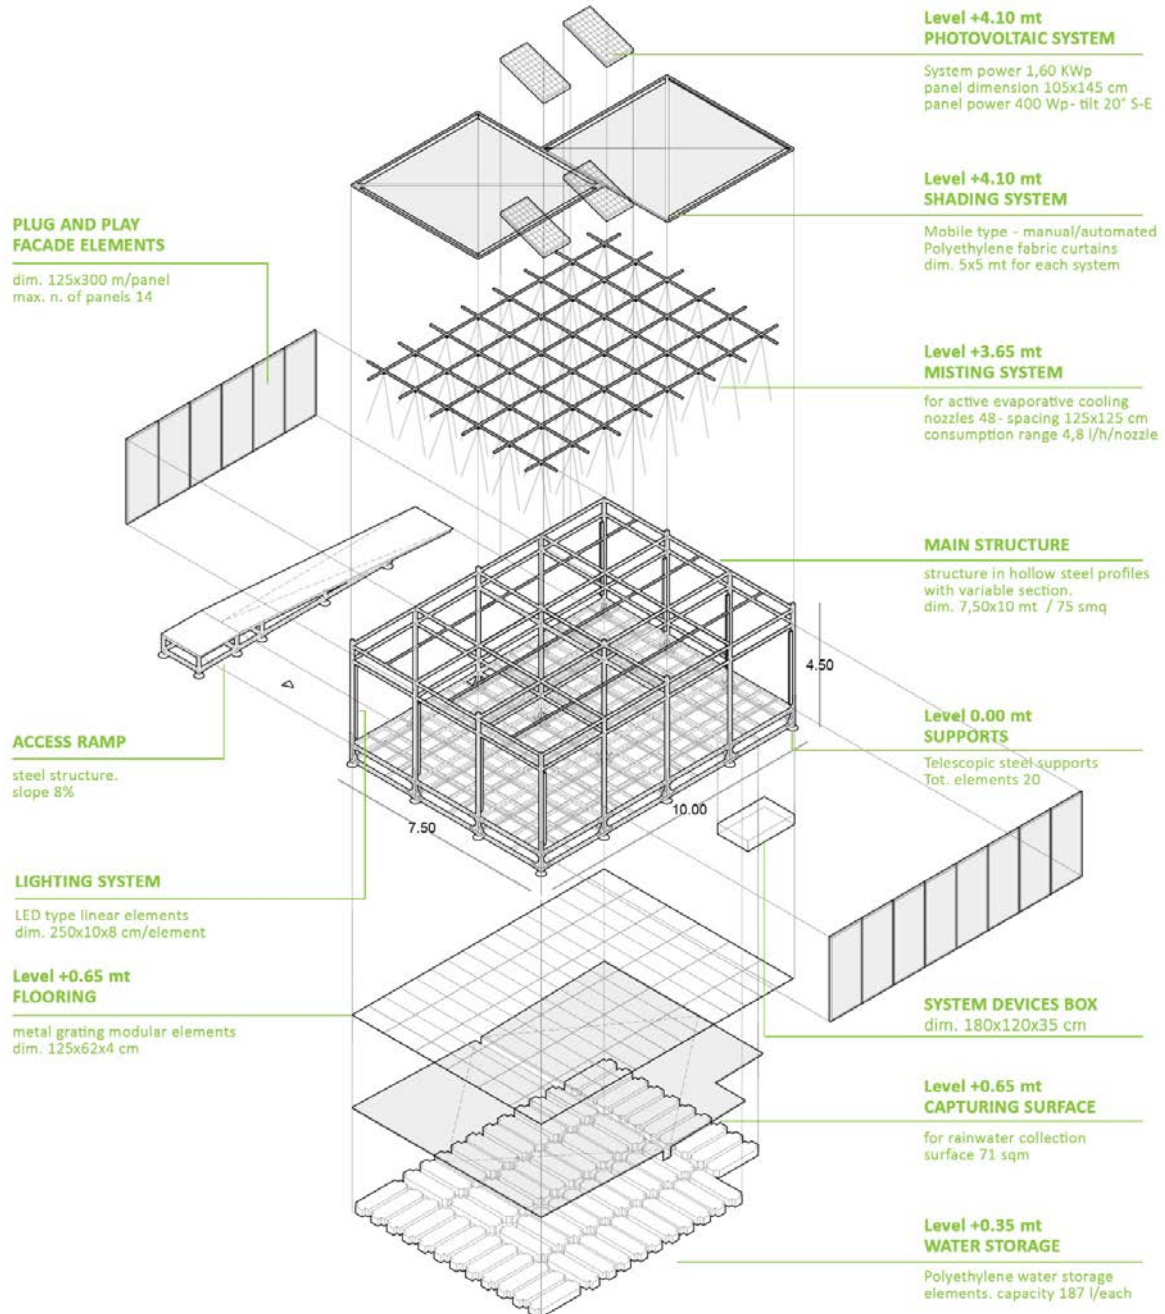 Level +4.10 mt
PHOTOVOLTAIC SYSTEM
System power 1,60 KWp
panel dimension 105x145 cm
panel power 400 Wp- tilt 20° S-E
Level +4.10 mt
SHADING SYSTEM
Mobile type - manual/automated
Polyethylene fabric curtains
dim. 5x5 mt for each system
PLUG AND PLAY
FACADE ELEMENTS
dim. 125x300 m/panel
max. n. of panels 14
Level +3.65 mt
MISTING SYSTEM
for active evaporative cooling
nozzles 48- spacing 125x125 cm
consumption range 4,8 l/h/nozzle
MAIN STRUCTURE
structure in hollow steel profiles
with variable section.
dim. 7,50x10 mt / 75 smq
4.50
Level 0.00 mt
SUPPORTS
Telescopic steel supports
Tot. elements 20
ACCESS RAMP
steel structure.
slope 8%
7.50
10.00
LIGHTING SYSTEM
LED type linear elements
dim. 250x10x8 cm/element
Level +0.65 mt
FLOORING
metal grating modular elements
dim. 125x62x4 cm
SYSTEM DEVICES BOX
dim. 180x120x35 cm
Level +0.65 mt
CAPTURING SURFACE
for rainwater collection
surface 71 sqm
Level +0.35 mt
WATER STORAGE
Polyethylene water storage
elements. capacity 187 l/each